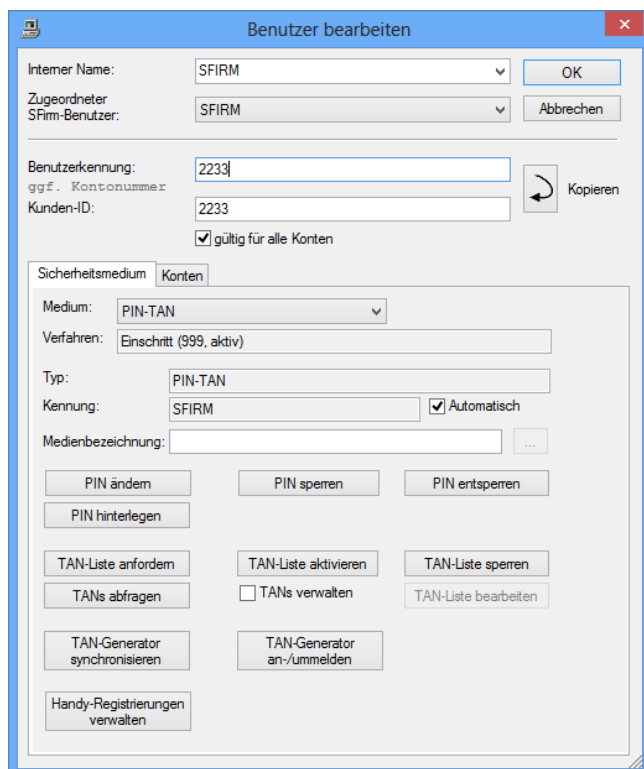 Benutzer bearbeiten
Interner Name: SFIRM OK
Zugeordneter
SFirm-Benutzer: SFIRM Abbrechen
Benutzerkennung: 2233
ggf. Kontonummer
Kopieren
Kunden-ID: 2233
gültig für alle Konten
Sicherheitsmedium Konten
Medium: PIN-TAN
Verfahren: Einschritt (999, aktiv)
Typ: PIN-TAN
Kennung: SFIRM Automatisch
Medienbezeichnung: ...
PIN ändern PIN sperren PIN entsperren
PIN hinterlegen
TAN-Liste anfordern TAN-Liste aktivieren TAN-Liste sperren
TANs abfragen TANs verwalten TAN-Liste bearbeiten
TAN-Generator
synchronisieren
TAN-Generator
an-/ummelden
Handy-Registrierungen
verwalten